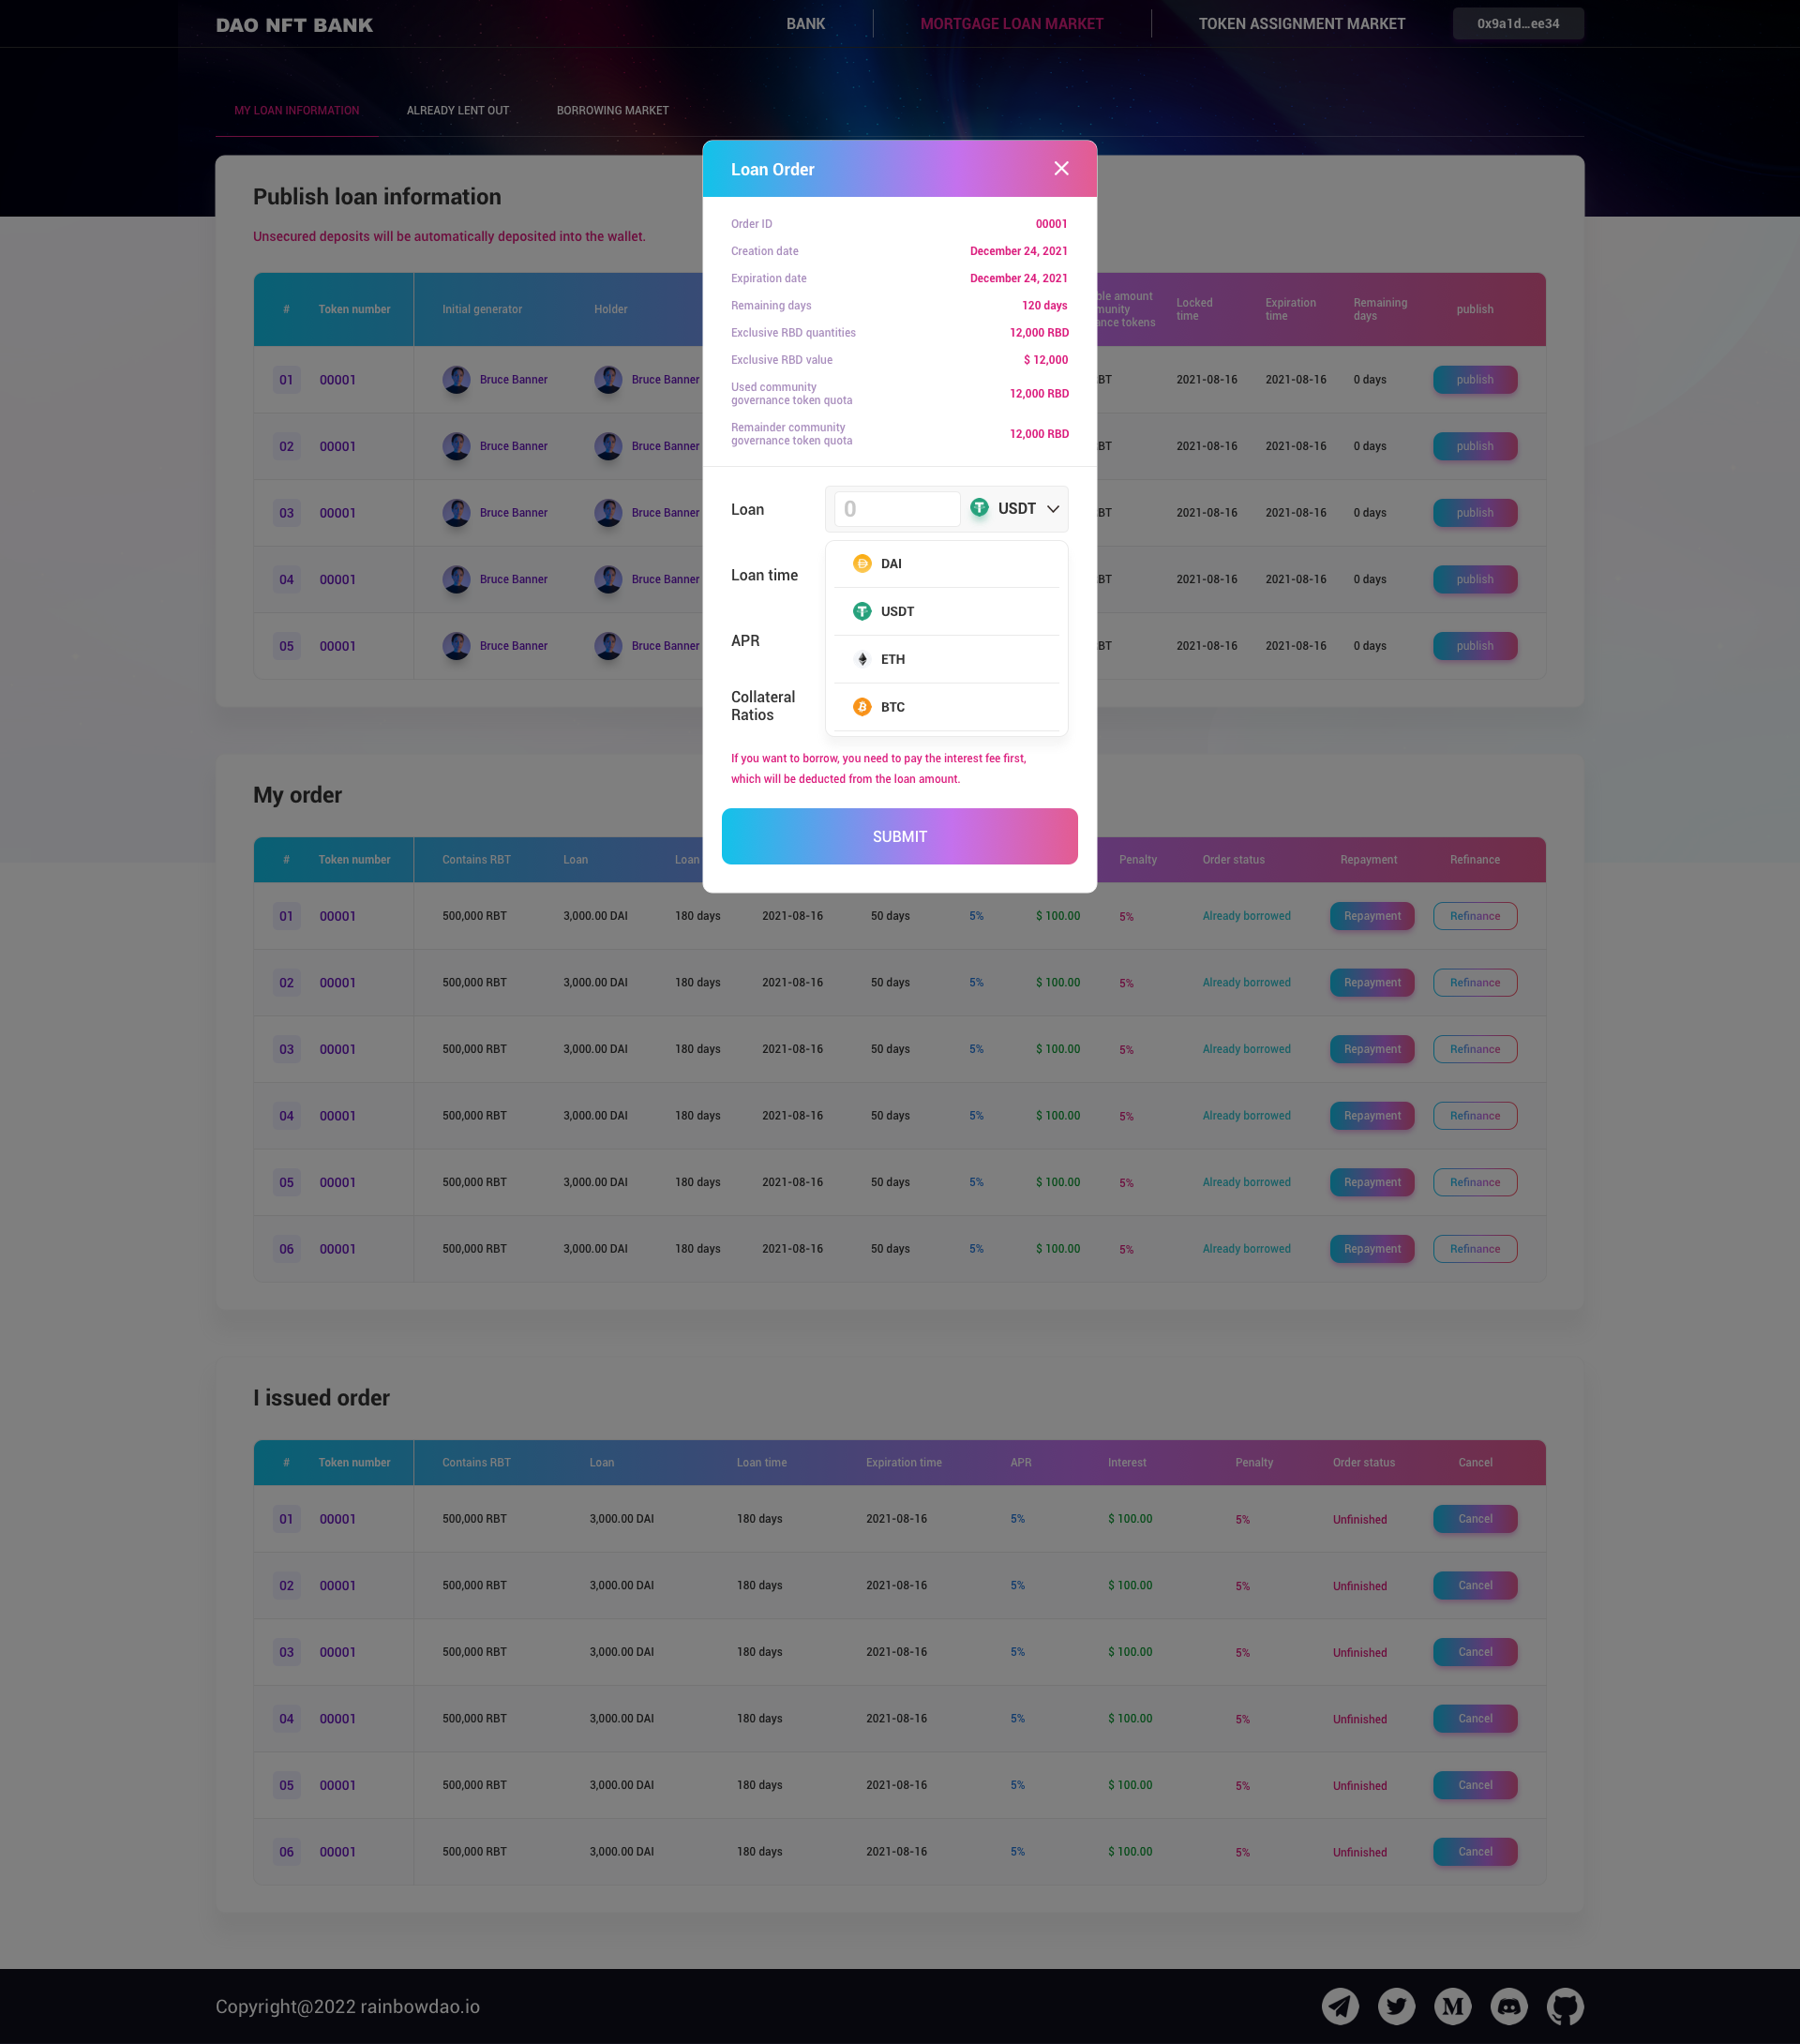 DAO NFT BANK
BANK
MORTGAGE LOAN MARKET
TOKEN ASSIGNMENT MARKET
0x9a1d...ee34
MY LOAN INFORMATION
ALREADY LENT OUT
BORROWING MARKET
Publish loan information
Unsecured deposits will be automatically deposited into the wallet.
# Token number Initial generator Holder amount tokens Locked time Expiration time Remaining days publish
01 00001 Bruce Banner Bruce Banner 2021-08-16 2021-08-16 0 days publish
02 00001 Bruce Banner Bruce Banner 2021-08-16 2021-08-16 0 days publish
03 00001 Bruce Banner Bruce Banner 2021-08-16 2021-08-16 0 days publish
04 00001 Bruce Banner Bruce Banner 2021-08-16 2021-08-16 0 days publish
05 00001 Bruce Banner Bruce Banner 2021-08-16 2021-08-16 0 days publish
Loan Order
Order ID 00001
Creation date December 24, 2021
Expiration date December 24, 2021
Remaining days 120 days
Exclusive RBD quantities 12,000 RBD
Exclusive RBD value $ 12,000
Used community
governance token quota 12,000 RBD
Remainder community
governance token quota 12,000 RBD
Loan 0 USDT
DAI
Loan time
USDT
APR
ETH
Collateral
Ratios
BTC
If you want to borrow, you need to pay the interest fee first,
which will be deducted from the loan amount.
SUBMIT
My order
# Token number Contains RBT Loan Loan Penalty Order status Repayment Refinance
01 00001 500,000 RBT 3,000.00 DAI 180 days 2021-08-16 50 days 5% $ 100.00 5% Already borrowed Repayment Refinance
02 00001 500,000 RBT 3,000.00 DAI 180 days 2021-08-16 50 days 5% $ 100.00 5% Already borrowed Repayment Refinance
03 00001 500,000 RBT 3,000.00 DAI 180 days 2021-08-16 50 days 5% $ 100.00 5% Already borrowed Repayment Refinance
04 00001 500,000 RBT 3,000.00 DAI 180 days 2021-08-16 50 days 5% $ 100.00 5% Already borrowed Repayment Refinance
05 00001 500,000 RBT 3,000.00 DAI 180 days 2021-08-16 50 days 5% $ 100.00 5% Already borrowed Repayment Refinance
06 00001 500,000 RBT 3,000.00 DAI 180 days 2021-08-16 50 days 5% $ 100.00 5% Already borrowed Repayment Refinance
I issued order
# Token number Contains RBT Loan Loan time Expiration time APR Interest Penalty Order status Cancel
01 00001 500,000 RBT 3,000.00 DAI 180 days 2021-08-16 5% $ 100.00 5% Unfinished Cancel
02 00001 500,000 RBT 3,000.00 DAI 180 days 2021-08-16 5% $ 100.00 5% Unfinished Cancel
03 00001 500,000 RBT 3,000.00 DAI 180 days 2021-08-16 5% $ 100.00 5% Unfinished Cancel
04 00001 500,000 RBT 3,000.00 DAI 180 days 2021-08-16 5% $ 100.00 5% Unfinished Cancel
05 00001 500,000 RBT 3,000.00 DAI 180 days 2021-08-16 5% $ 100.00 5% Unfinished Cancel
06 00001 500,000 RBT 3,000.00 DAI 180 days 2021-08-16 5% $ 100.00 5% Unfinished Cancel
Copyright@2022 rainbowdao.io